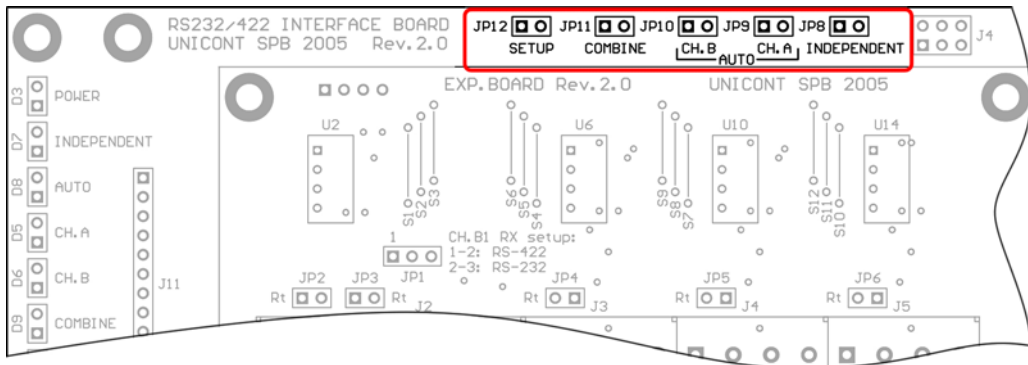 RS232/422 INTERFACE BOARD
UNICONT SPB 2005 Rev.2.0
JP12 JP11 JP10 JP9 JP8
SETUP COMBINE CH.B CH.A INDEPENDENT
AUTO
J4
EXP.BOARD Rev.2.0 UNICONT SPB 2005
D3 POWER
D7 INDEPENDENT
D8 AUTO
D5 CH.A
D6 CH.B
D9 COMBINE
J11
U2 U6 U10 U14
S1 S2 S3 S6 S5 S4 S9 S8 S7 S12 S11 S10
1 CH.B1 RX setup:
1-2: RS-422
2-3: RS-232
JP1
JP2 JP3 JP4 JP5 JP6
Rt Rt Rt Rt Rt
J2 J3 J4 J5